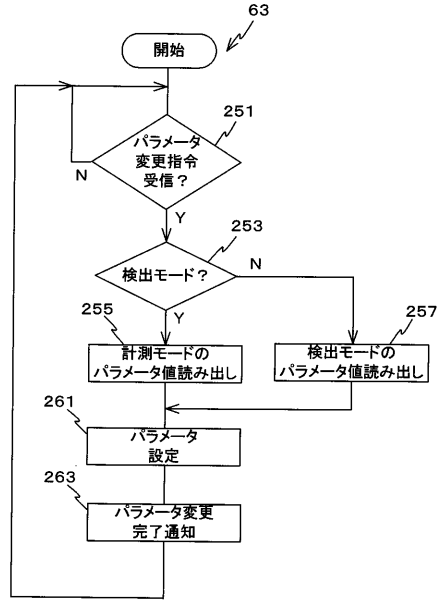 63
開始
251
パラメータ
変更指令
受信？
N
Y
253
検出モード？
N
Y
255
計測モードの
パラメータ値読み出し
257
検出モードの
パラメータ値読み出し
261
パラメータ
設定
263
パラメータ変更
完了通知